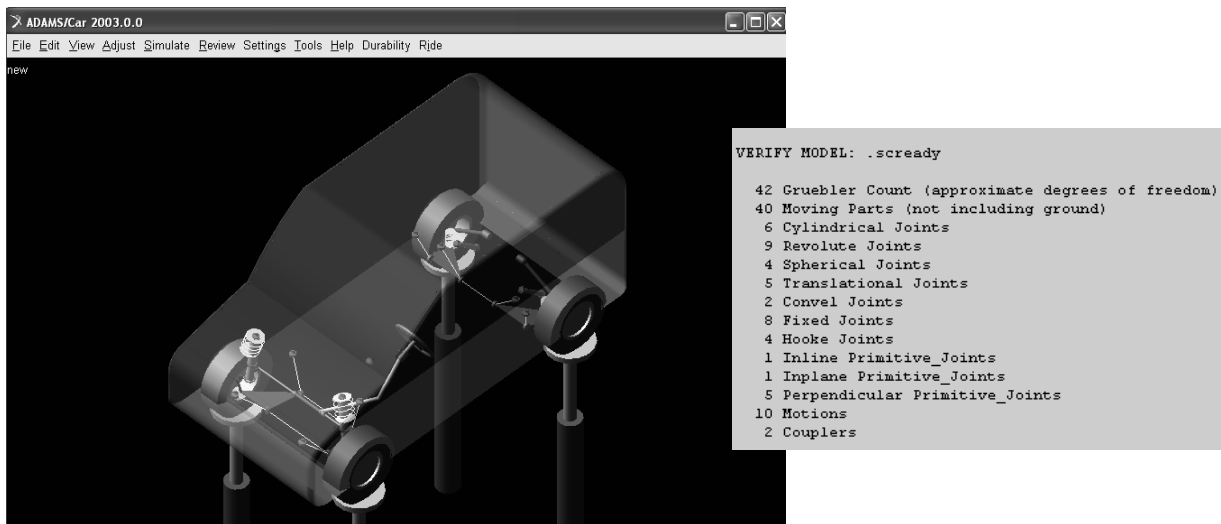 ADAMS/Car 2003.0.0
File Edit View Adjust Simulate Review Settings Tools Help Durability Ride
new
VERIFY MODEL: .scready
42 Gruebler Count (approximate degrees of freedom)
40 Moving Parts (not including ground)
6 Cylindrical Joints
9 Revolute Joints
4 Spherical Joints
5 Translational Joints
2 Convel Joints
8 Fixed Joints
4 Hooke Joints
1 Inline Primitive_Joints
1 Inplane Primitive_Joints
5 Perpendicular Primitive_Joints
10 Motions
2 Couplers